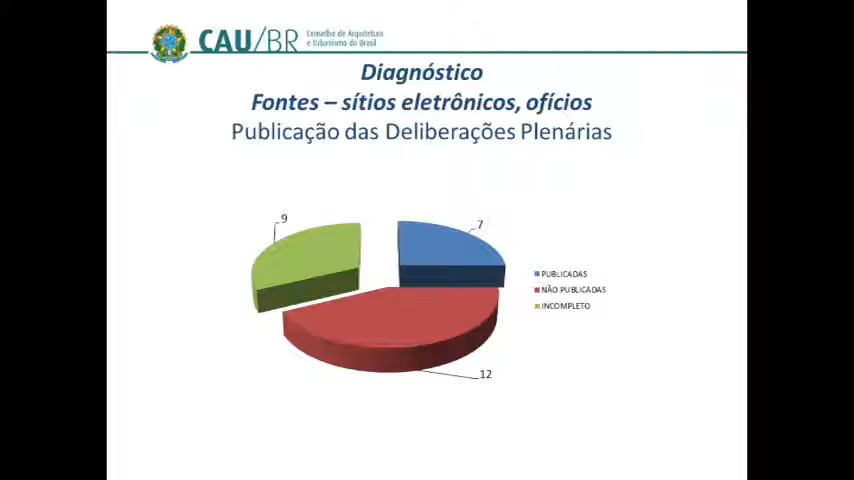 CAU/BR
Conselho de Arquitetura
e Urbanismo do Brasil
Diagnóstico
Fontes – sítios eletrônicos, ofícios
Publicação das Deliberações Plenárias
9
7
PUBLICADAS
NÃO PUBLICADAS
INCOMPLETO
12